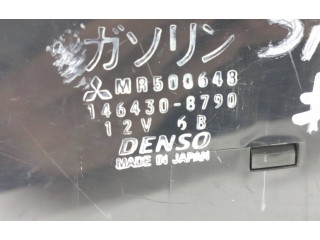 ガソリン
MR500643
146430-8790
12V 6B
DENSO
MADE IN JAPAN